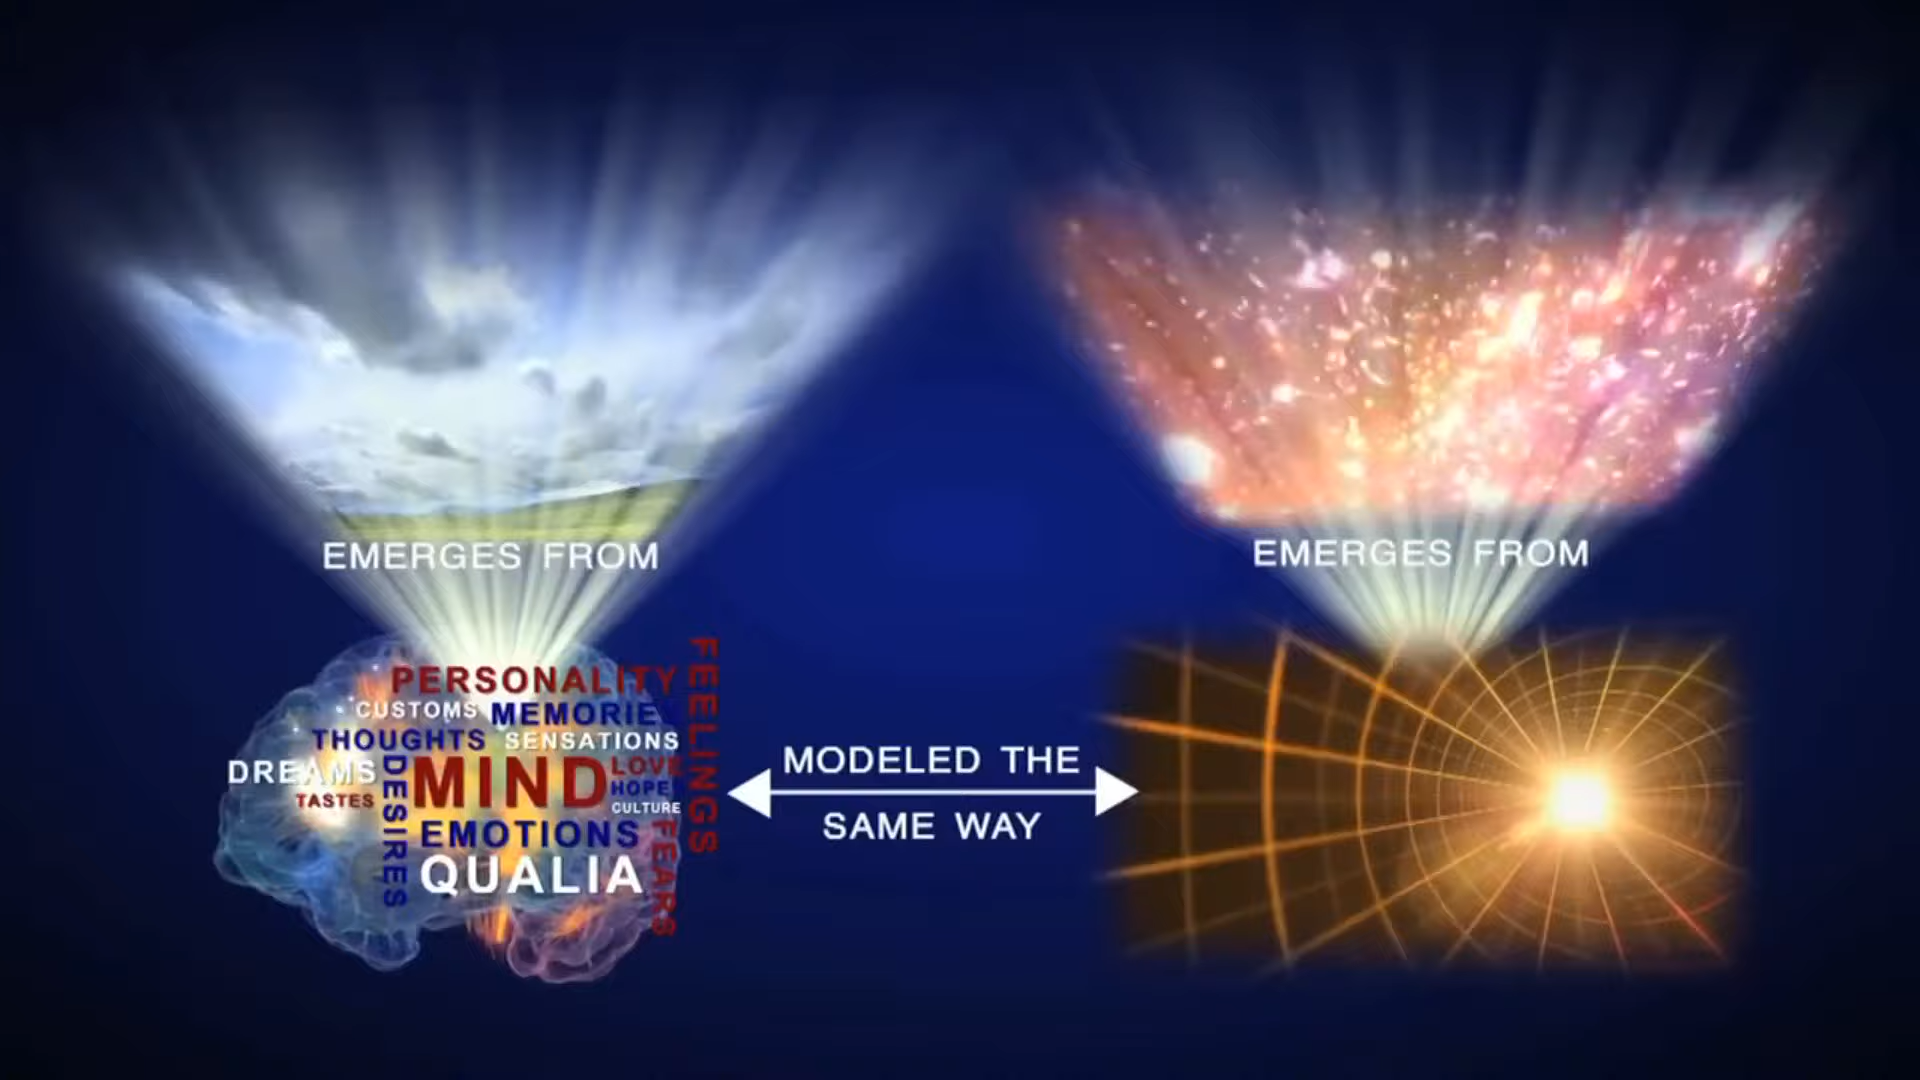 EMERGES FROM
EMERGES FROM
PERSONALITY
FEELINGS
CUSTOMS
MEMORIES
THOUGHTS
SENSATIONS
DREAMS
DESIRES
MIND
LOVE
TASTES
HOPES
CULTURE
EMOTIONS
FEARS
QUALIA
MODELED THE
SAME WAY